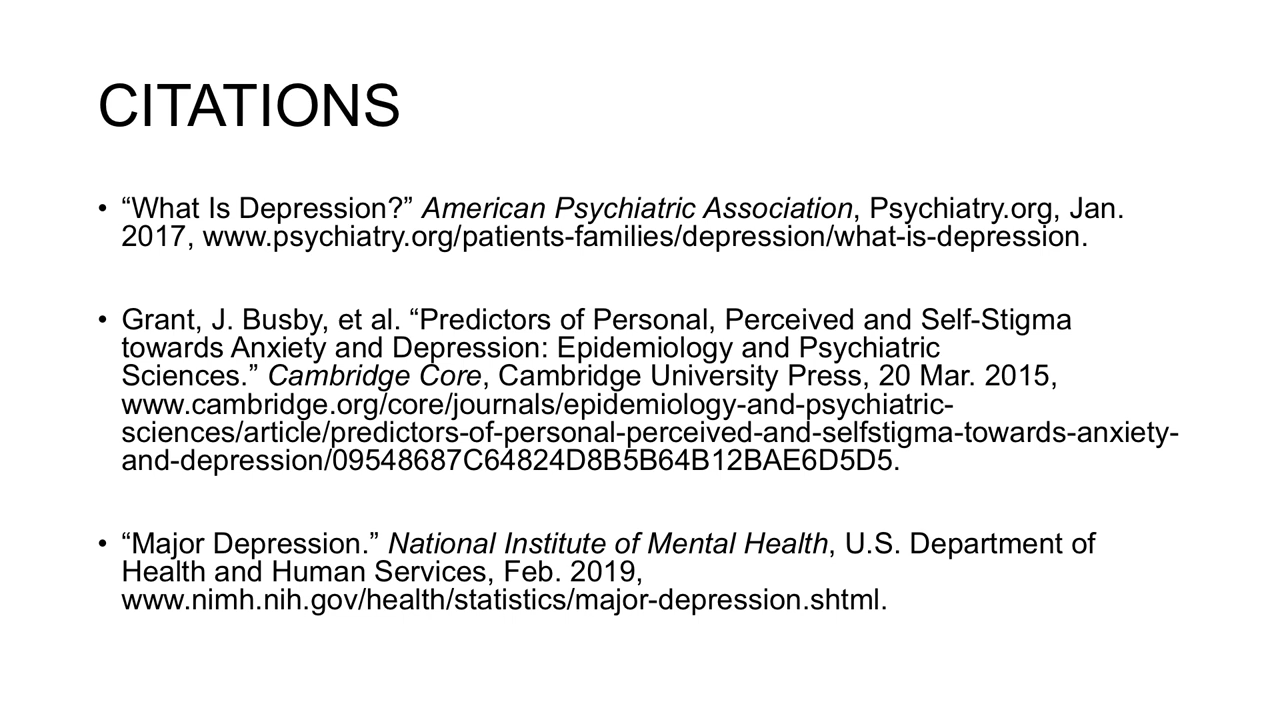 CITATIONS
• “What Is Depression?” American Psychiatric Association, Psychiatry.org, Jan.
2017, www.psychiatry.org/patients-families/depression/what-is-depression.
• Grant, J. Busby, et al. “Predictors of Personal, Perceived and Self-Stigma
towards Anxiety and Depression: Epidemiology and Psychiatric
Sciences.” Cambridge Core, Cambridge University Press, 20 Mar. 2015,
www.cambridge.org/core/journals/epidemiology-and-psychiatric-
sciences/article/predictors-of-personal-perceived-and-selfstigma-towards-anxiety-
and-depression/09548687C64824D8B5B64B12BAE6D5D5.
• “Major Depression.” National Institute of Mental Health, U.S. Department of
Health and Human Services, Feb. 2019,
www.nimh.nih.gov/health/statistics/major-depression.shtml.